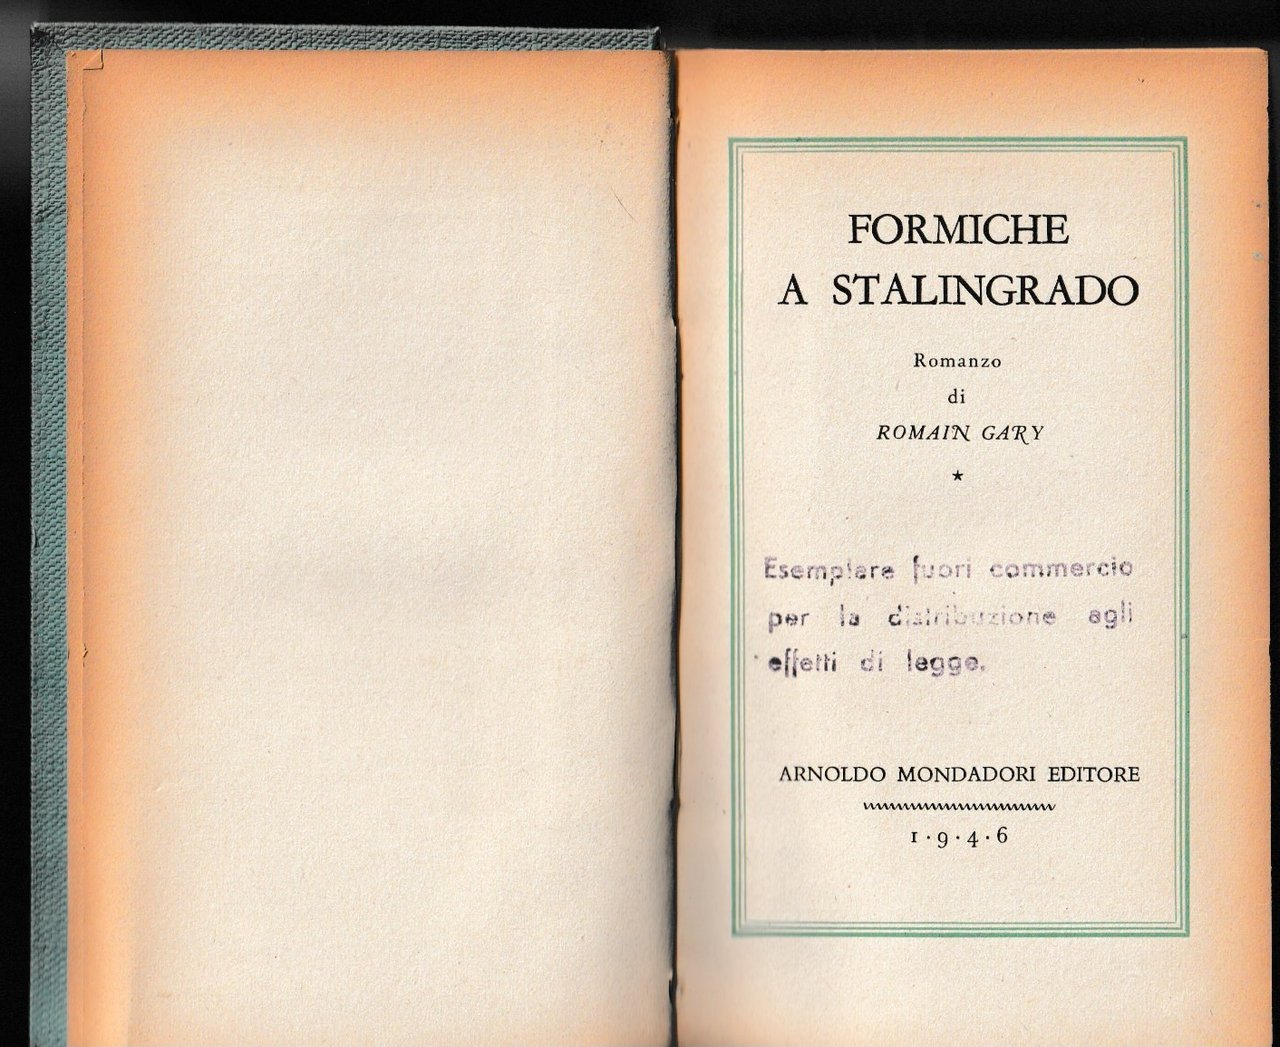 FORMICHE
A STALINGRADO
Romanzo
di
ROMAIN GARY
★
Esemplare fuori commercio
per la distribuzione agli
effetti di legge.
ARNOLDO MONDADORI EDITORE
1·9·4·6